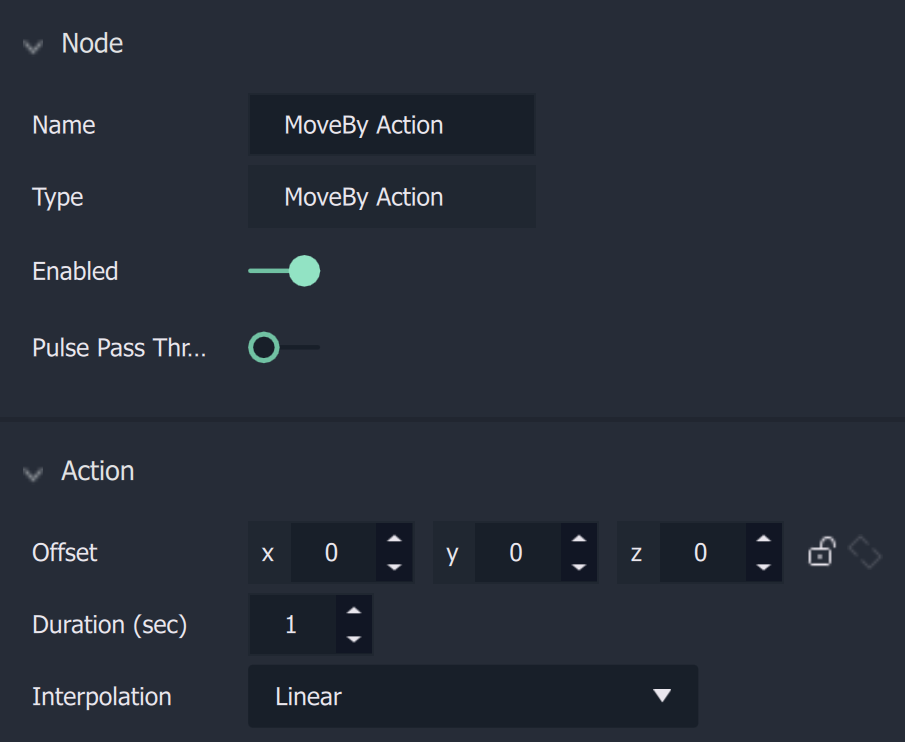 Node
Name MoveBy Action
Type MoveBy Action
Enabled
Pulse Pass Thr...
Action
Offset x 0 y 0 z 0
Duration (sec) 1
Interpolation Linear